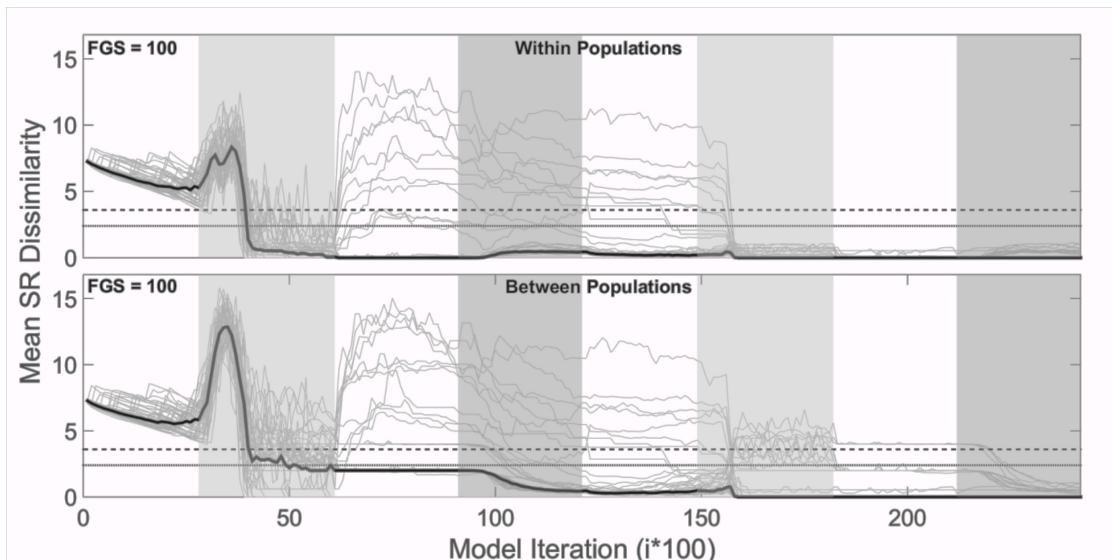 FGS = 100
Within Populations
15
10
5
0
Mean SR Dissimilarity
FGS = 100
Between Populations
15
10
5
0
0 50 100 150 200
Model Iteration (i*100)